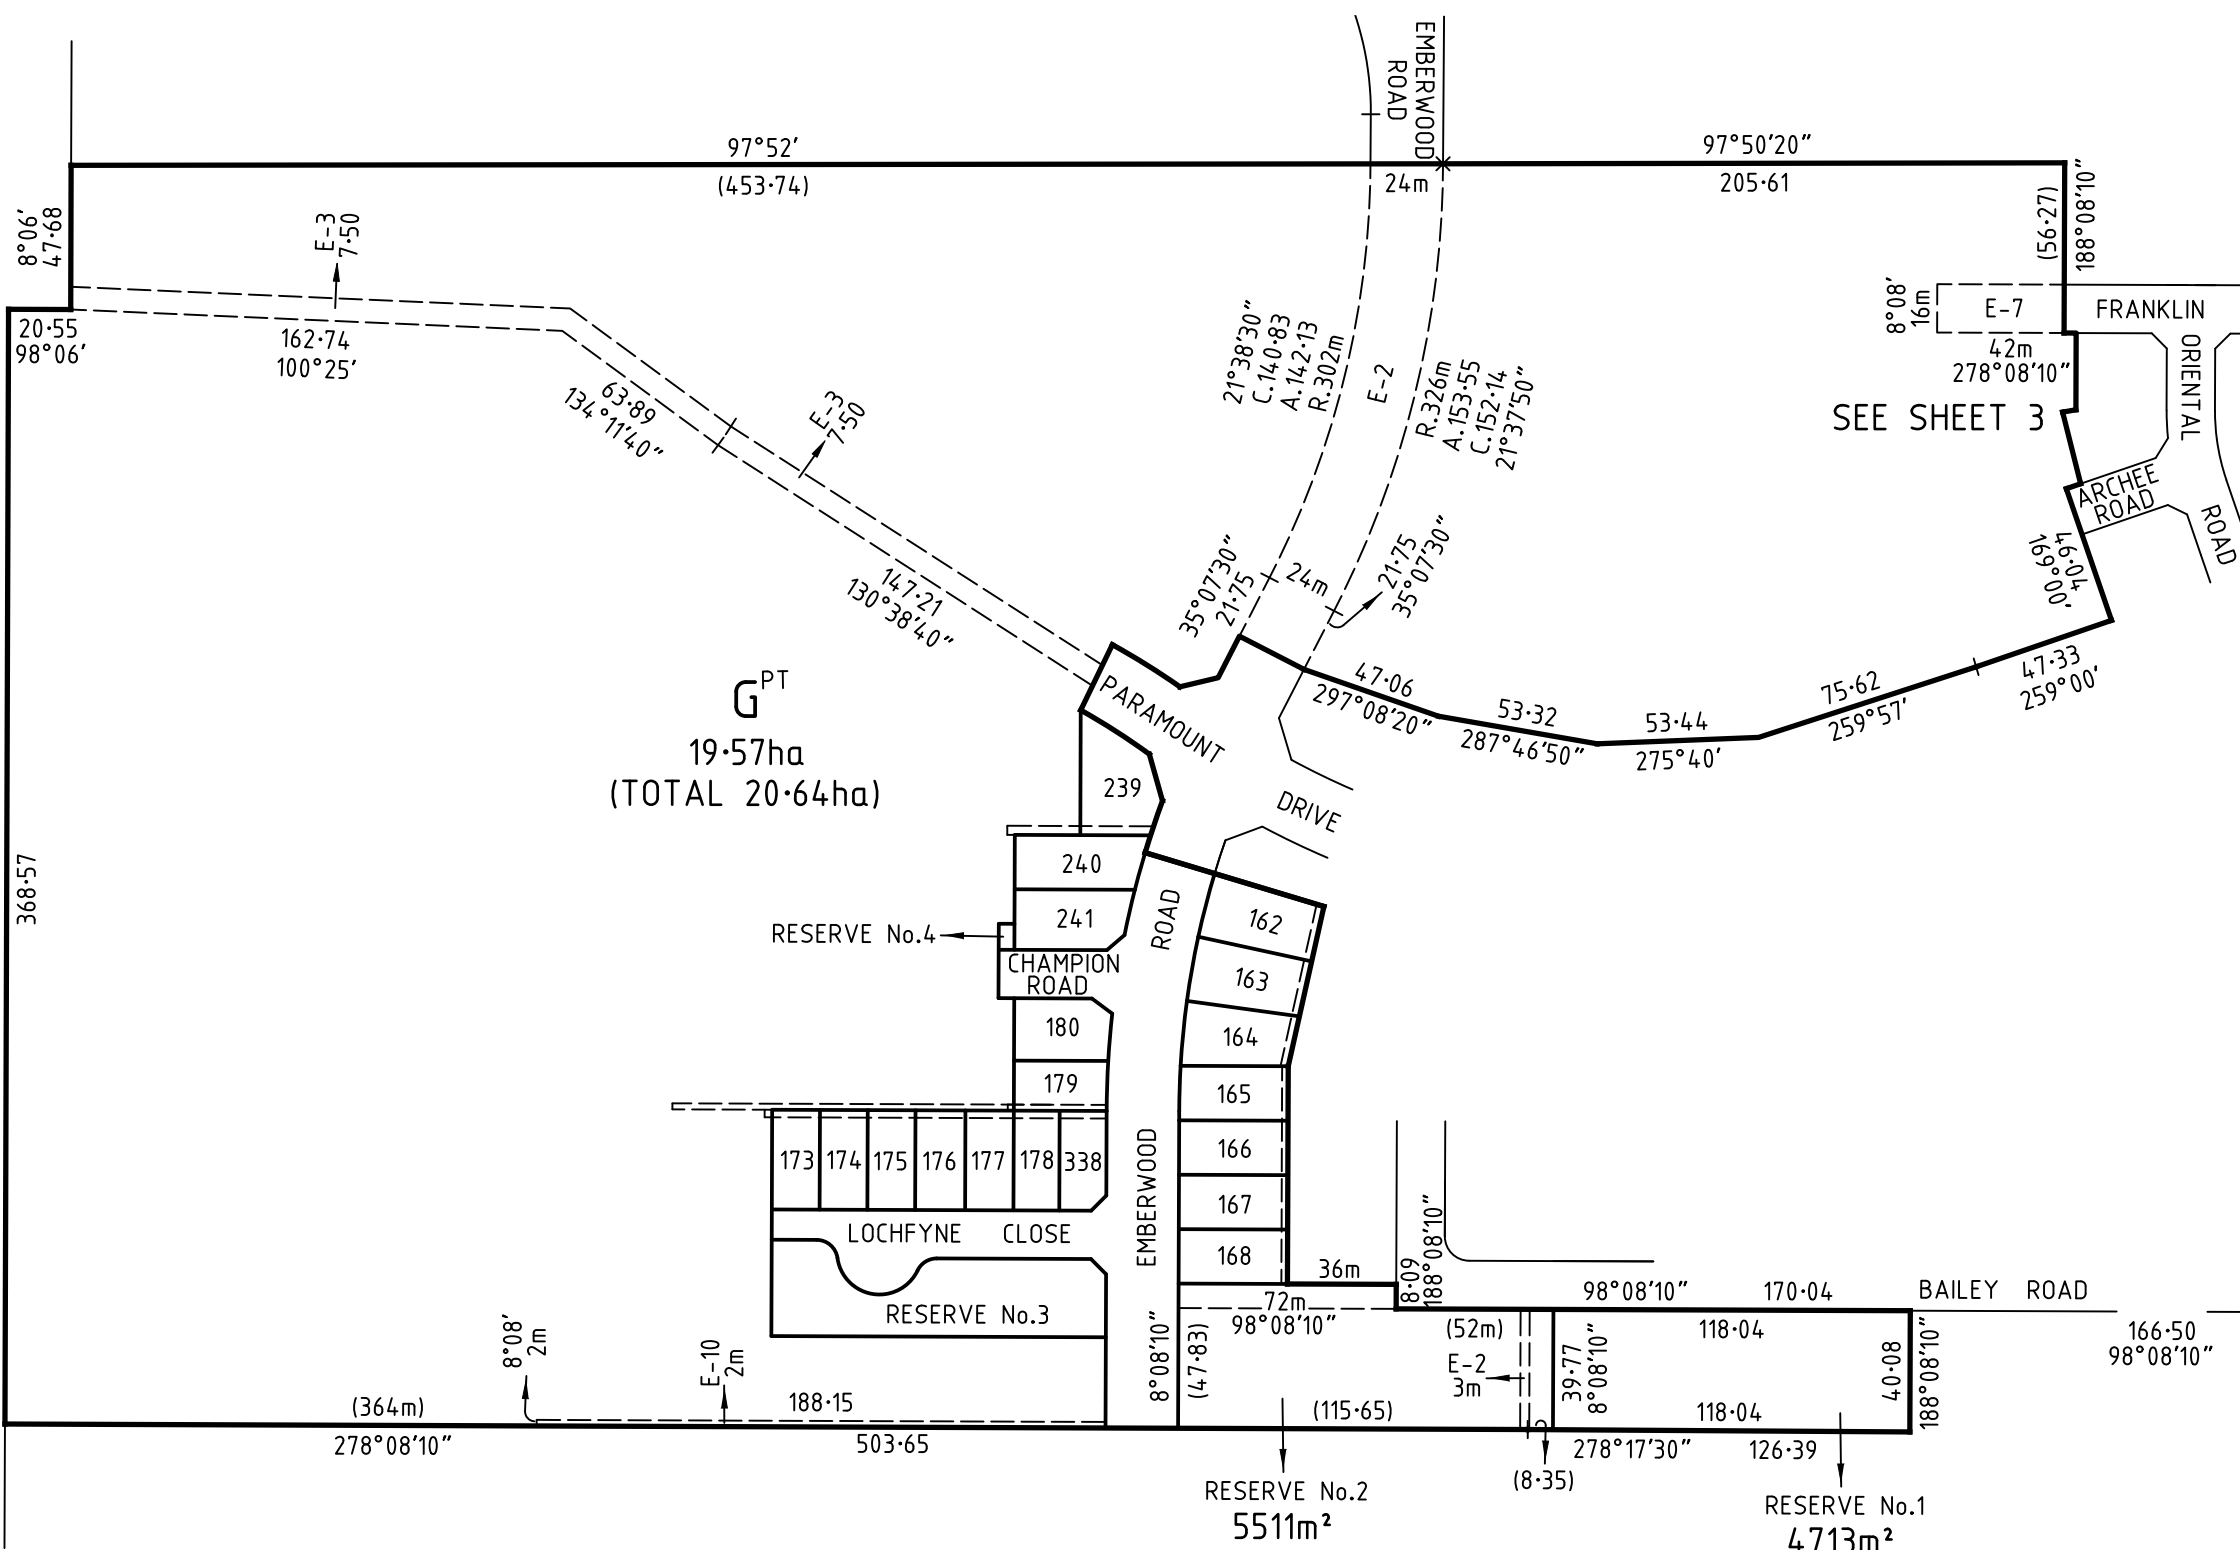 EMBERWOOD
ROAD
97°52'
(453·74)
24m
97°50'20"
205·61
(56·27)
188°08'10"
8°06'
47·68
E-3
7·50
20·55
98°06'
162·74
100°25'
63·89
134°11'40"
E-3
7·50
147·21
130°38'40"
21°38'30"
C.140·83
A.142·13
R.302m
E-2
R.326m
A.153·55
C.152·14
21°37'50"
8°08'
16m
E-7
FRANKLIN
42m
278°08'10"
SEE SHEET 3
ORIENTAL
ROAD
ARCHEE
ROAD
46·04
169°00'
35°07'30"
21·75
24m
21·75
35°07'30"
47·06
297°08'20"
53·32
287°46'50"
53·44
275°40'
75·62
259°57'
47·33
259°00'
G PT
19·57ha
(TOTAL 20·64ha)
PARAMOUNT
DRIVE
239
240
241
RESERVE No.4
CHAMPION
ROAD
ROAD
162
163
164
180
179
165
166
167
168
368·57
173
174
175
176
177
178
338
EMBERWOOD
LOCHFYNE CLOSE
RESERVE No.3
36m
8·09
188°08'10"
72m
98°08'10"
98°08'10"
170·04
BAILEY ROAD
166·50
98°08'10"
(52m)
118·04
E-2
3m
39·77
8°08'10"
40·08
188°08'10"
8°08'10"
(47·83)
8°08'
2m
E-10
2m
(364m)
188·15
(115·65)
118·04
278°08'10"
503·65
278°17'30"
126·39
(8·35)
RESERVE No.2
5511m²
RESERVE No.1
4713m²